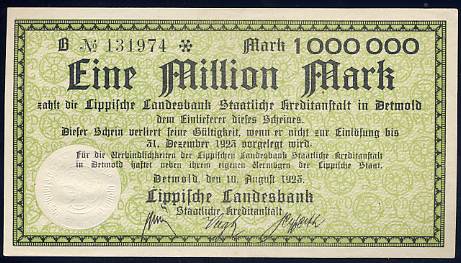 B № 131974 ✲ Mark 1000000
Eine Million Mark
zahlt die Lippische Landesbank Staatliche Kreditanstalt in Detmold
dem Einlieferer dieses Scheines.
Dieser Schein verliert seine Gültigkeit, wenn er nicht zur Einlösung bis
31. Dezember 1923 vorgelegt wird.
Für die Verbindlichkeiten der Lippischen Landesbank Staatliche Kreditanstalt
in Detmold haftet neben ihrem eigenen Vermögen der Lippische Staat.
Detmold, den 10. August 1923.
Lippische Landesbank
Staatliche Kreditanstalt